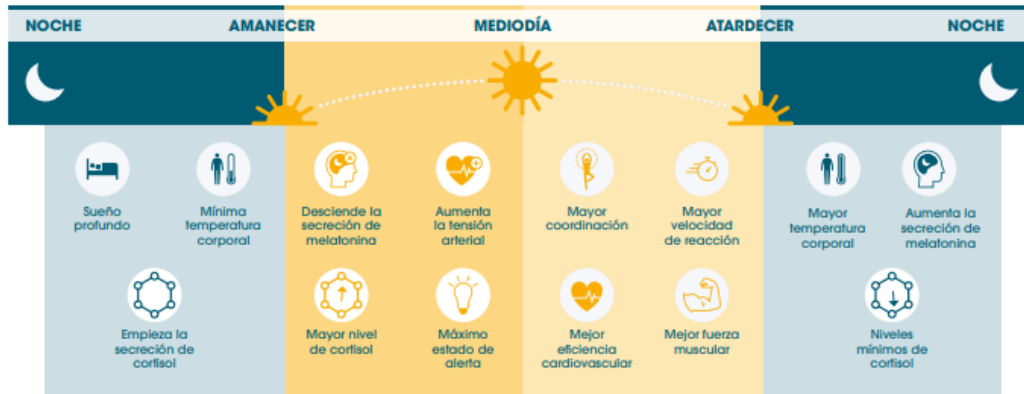 NOCHE
AMANECER
MEDIODÍA
ATARDECER
NOCHE
Sueño
profundo
Mínima
temperatura
corporal
Desciende la
secreción de
melatonina
Aumenta
la tensión
arterial
Mayor
coordinación
Mayor
velocidad
de reacción
Mayor
temperatura
corporal
Aumenta la
secreción de
melatonina
Empieza la
secreción de
cortisol
Mayor nivel
de cortisol
Máximo
estado de
alerta
Mejor
eficiencia
cardiovascular
Mejor fuerza
muscular
Niveles
mínimos de
cortisol